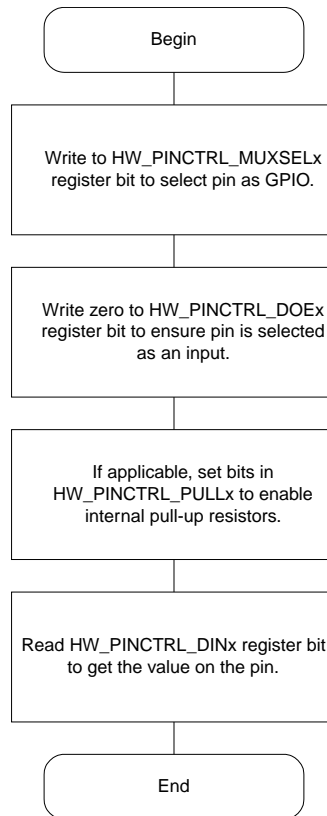 Begin
Write to HW_PINCTRL_MUXSELx
register bit to select pin as GPIO.
Write zero to HW_PINCTRL_DOEx
register bit to ensure pin is selected
as an input.
If applicable, set bits in
HW_PINCTRL_PULLx to enable
internal pull-up resistors.
Read HW_PINCTRL_DINx register bit
to get the value on the pin.
End